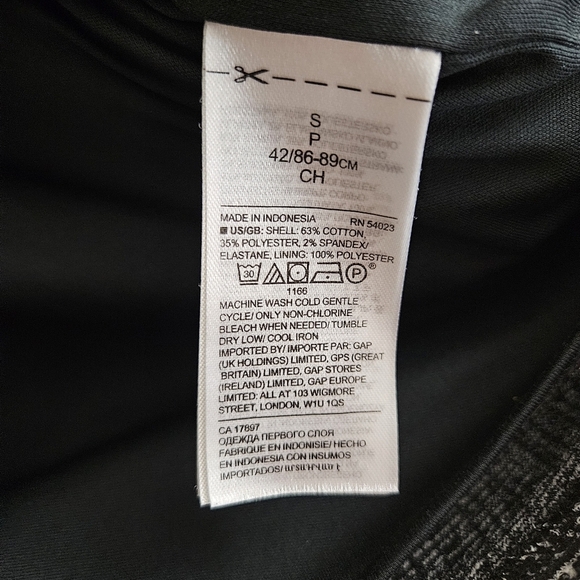 S
P
42/86-89CM
CH
MADE IN INDONESIA RN 54023
US/GB: SHELL: 63% COTTON,
35% POLYESTER, 2% SPANDEX/
ELASTANE, LINING: 100% POLYESTER
30 P ®
1166
MACHINE WASH COLD GENTLE
CYCLE/ ONLY NON-CHLORINE
BLEACH WHEN NEEDED/ TUMBLE
DRY LOW/ COOL IRON
IMPORTED BY/ IMPORTE PAR: GAP
(UK HOLDINGS) LIMITED, GPS (GREAT
BRITAIN) LIMITED, GAP STORES
(IRELAND) LIMITED, GAP EUROPE
LIMITED: ALL AT 103 WIGMORE
STREET, LONDON, W1U 1QS
CA 17897
ОДЕЖДА ПЕРВОГО СЛОЯ
FABRIQUE EN INDONISIE/ HECHO
EN INDONESIA CON INSUMOS
IMPORTADOS/